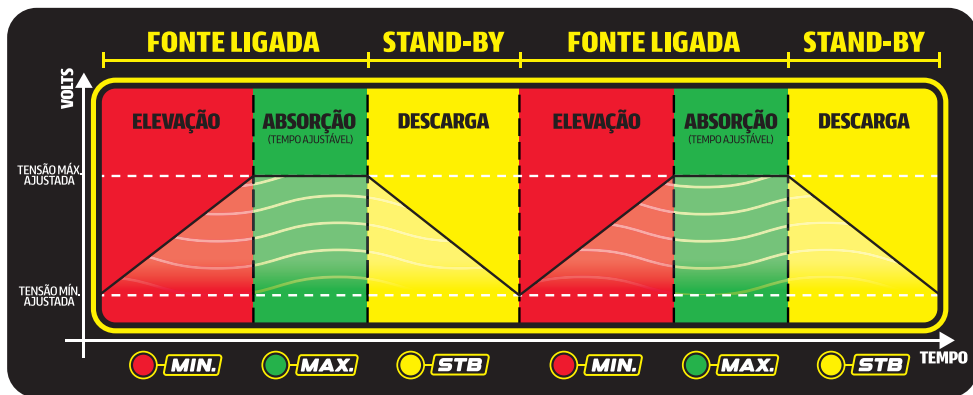 FONTE LIGADA STAND-BY FONTE LIGADA STAND-BY
VOLTS
ELEVAÇÃO ABSORÇÃO DESCARGA ELEVAÇÃO ABSORÇÃO DESCARGA
(TEMPO AJUSTÁVEL) (TEMPO AJUSTÁVEL)
TENSÃO MÁX.
AJUSTADA
TENSÃO MÍN.
AJUSTADA
MIN. MAX. STB MIN. MAX. STB
TEMPO